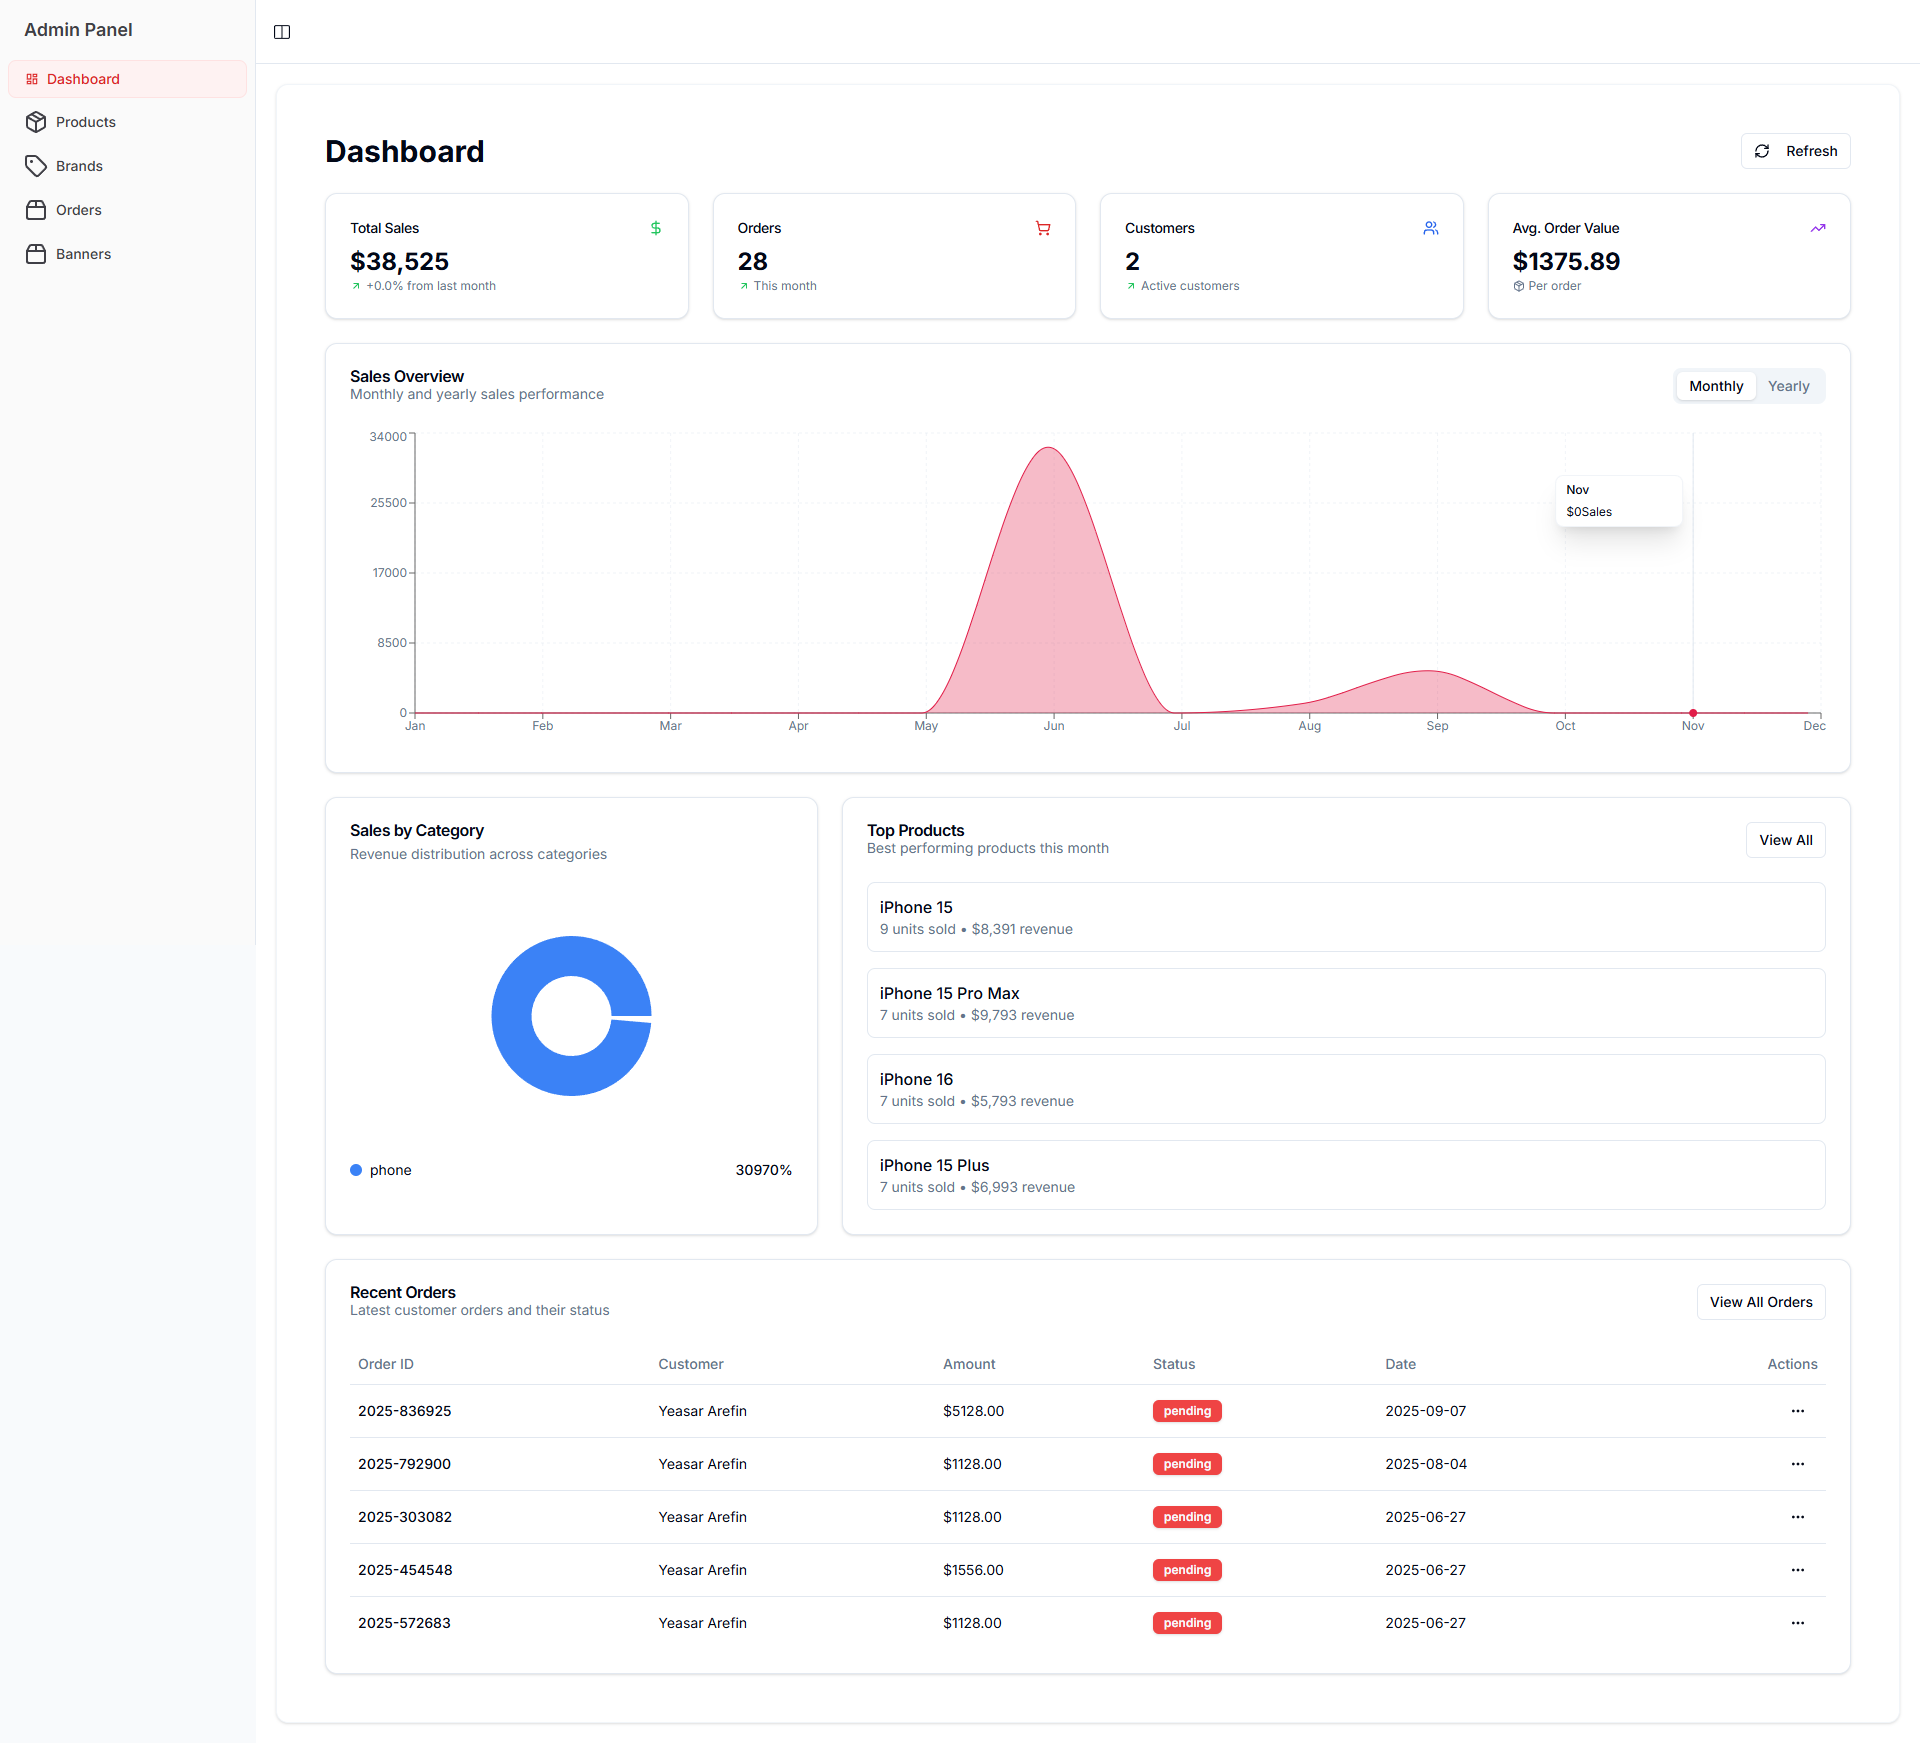 Admin Panel
Dashboard
Products
Brands
Orders
Banners
Dashboard
Refresh
Total Sales
$38,525
+0.0% from last month
Orders
28
This month
Customers
2
Active customers
Avg. Order Value
$1375.89
Per order
Sales Overview
Monthly and yearly sales performance
Monthly Yearly
34000
25500
17000
8500
0
Jan Feb Mar Apr May Jun Jul Aug Sep Oct Nov Dec
Nov
$0Sales
Sales by Category
Revenue distribution across categories
phone 30970%
Top Products
Best performing products this month
View All
iPhone 15
9 units sold • $8,391 revenue
iPhone 15 Pro Max
7 units sold • $9,793 revenue
iPhone 16
7 units sold • $5,793 revenue
iPhone 15 Plus
7 units sold • $6,993 revenue
Recent Orders
Latest customer orders and their status
View All Orders
Order ID Customer Amount Status Date Actions
2025-836925 Yeasar Arefin $5128.00 pending 2025-09-07
2025-792900 Yeasar Arefin $1128.00 pending 2025-08-04
2025-303082 Yeasar Arefin $1128.00 pending 2025-06-27
2025-454548 Yeasar Arefin $1556.00 pending 2025-06-27
2025-572683 Yeasar Arefin $1128.00 pending 2025-06-27